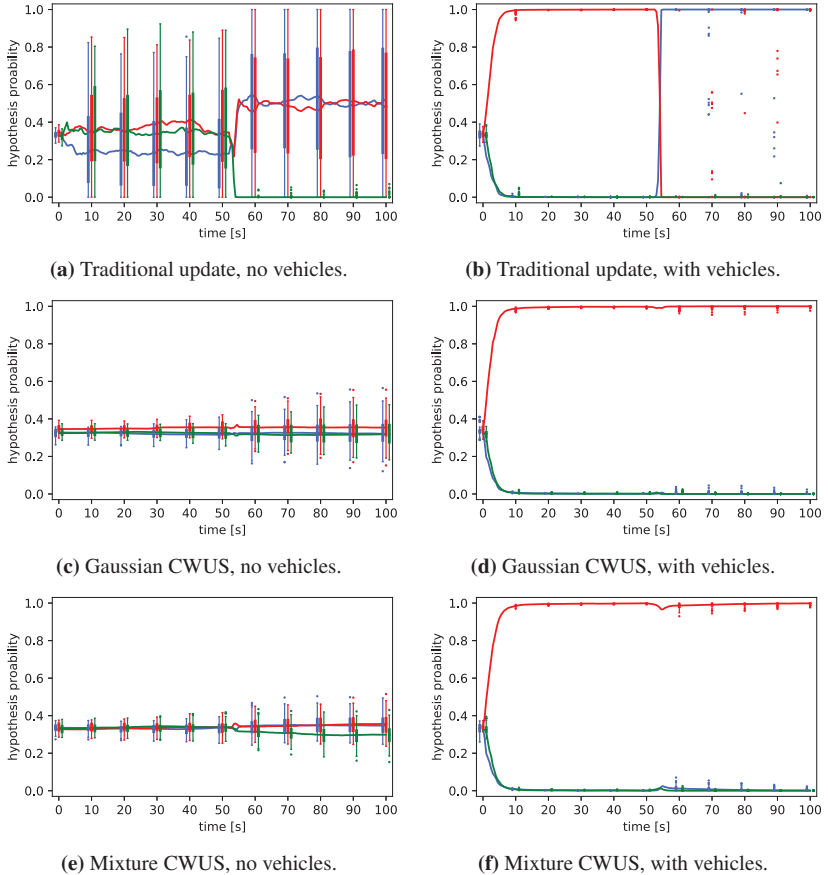 1.0
0.8
0.6
0.4
0.2
0.0
hypothesis proability
0 10 20 30 40 50 60 70 80 90 100
time [s]
(a) Traditional update, no vehicles.
1.0
0.8
0.6
0.4
0.2
0.0
hypothesis proability
0 10 20 30 40 50 60 70 80 90 100
time [s]
(b) Traditional update, with vehicles.
1.0
0.8
0.6
0.4
0.2
0.0
hypothesis proability
0 10 20 30 40 50 60 70 80 90 100
time [s]
(c) Gaussian CWUS, no vehicles.
1.0
0.8
0.6
0.4
0.2
0.0
hypothesis proability
0 10 20 30 40 50 60 70 80 90 100
time [s]
(d) Gaussian CWUS, with vehicles.
1.0
0.8
0.6
0.4
0.2
0.0
hypothesis proability
0 10 20 30 40 50 60 70 80 90 100
time [s]
(e) Mixture CWUS, no vehicles.
1.0
0.8
0.6
0.4
0.2
0.0
hypothesis proability
0 10 20 30 40 50 60 70 80 90 100
time [s]
(f) Mixture CWUS, with vehicles.